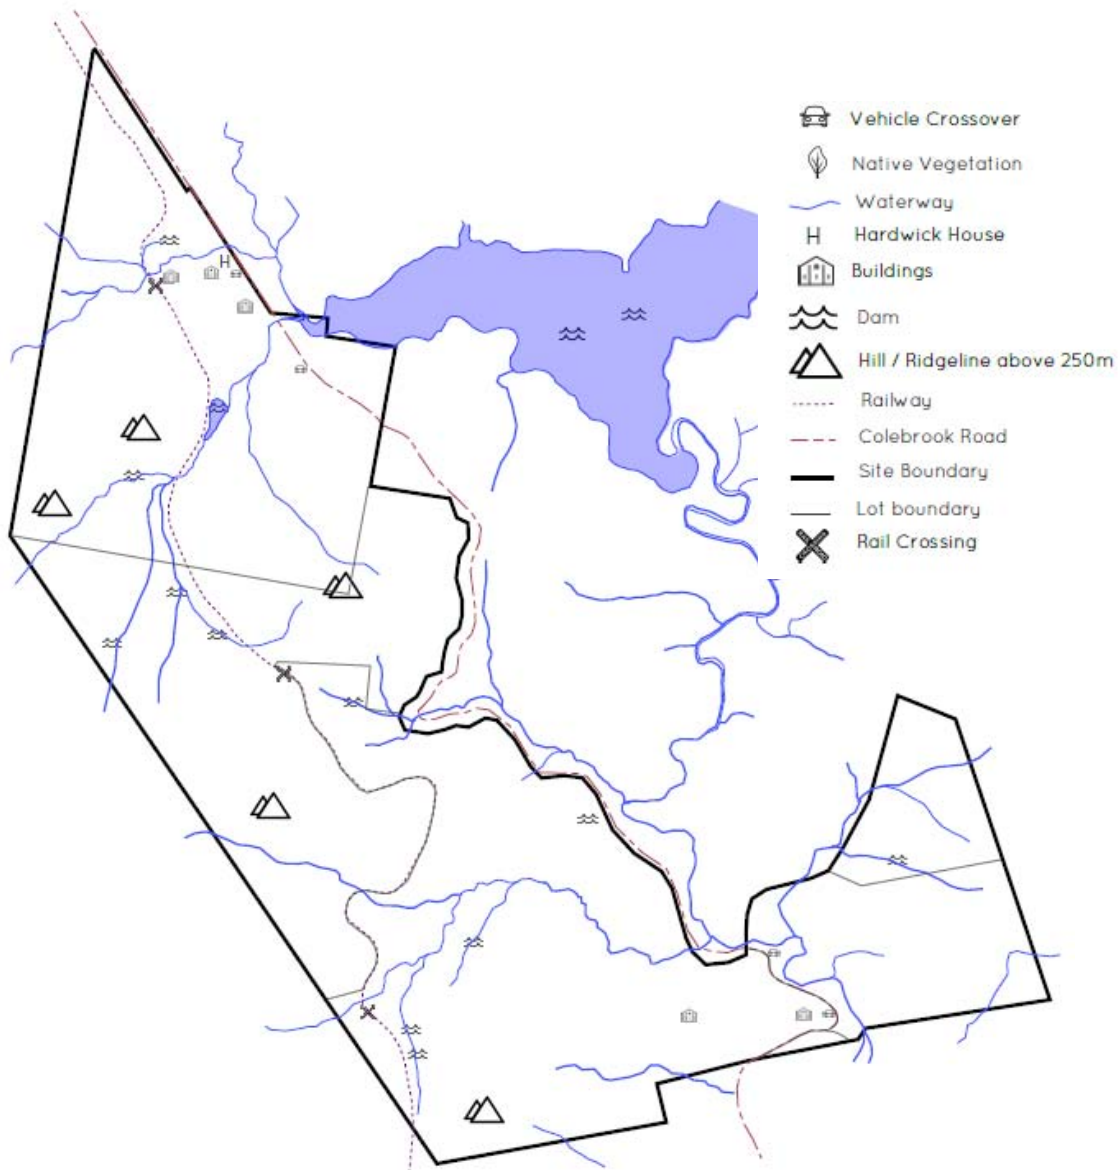 Vehicle Crossover
Native Vegetation
Waterway
H Hardwick House
Buildings
Dam
Hill / Ridgeline above 250m
Railway
Colebrook Road
Site Boundary
Lot boundary
Rail Crossing
H